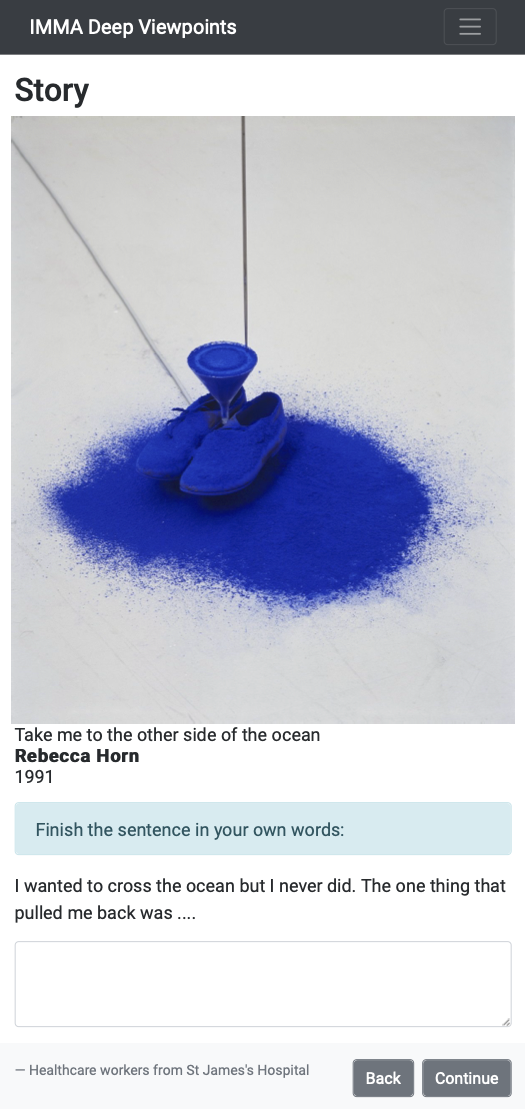 IMMA Deep Viewpoints
Story
Take me to the other side of the ocean
Rebecca Horn
1991
Finish the sentence in your own words:
I wanted to cross the ocean but I never did. The one thing that
pulled me back was ....
— Healthcare workers from St James's Hospital
Back
Continue